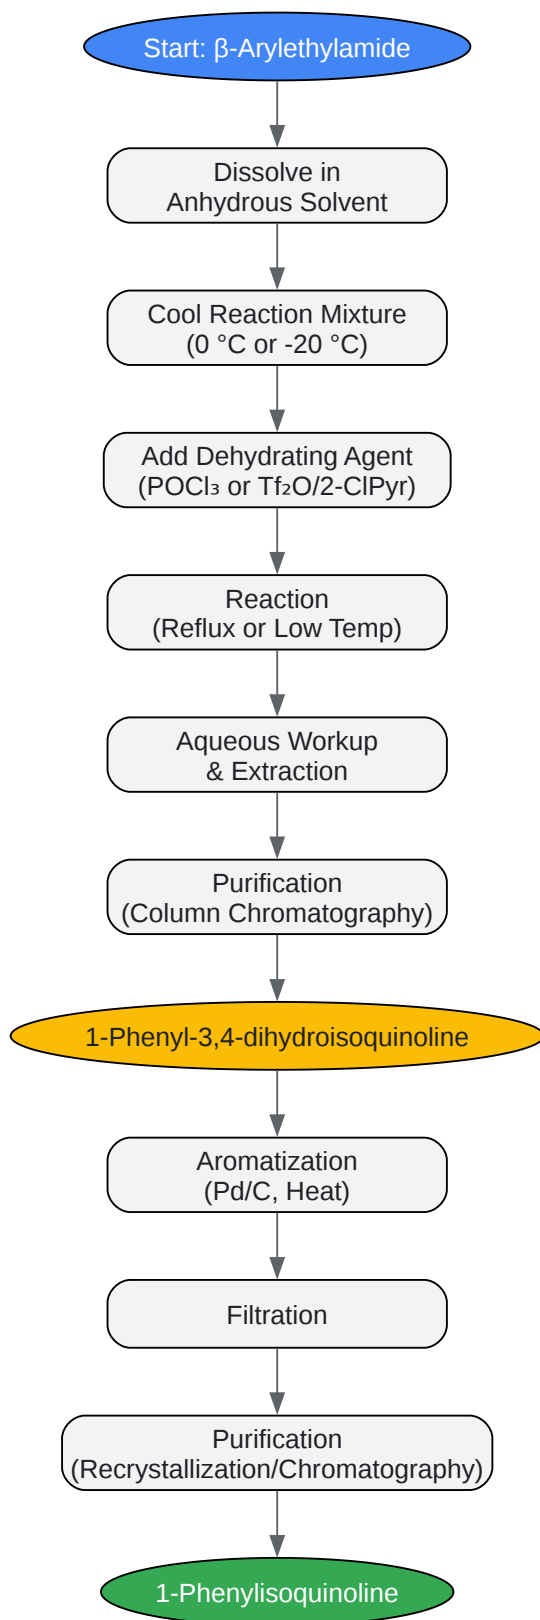 Start: β-Arylethylamide
Dissolve in
Anhydrous Solvent
Cool Reaction Mixture
(0 °C or -20 °C)
Add Dehydrating Agent
(POCl₃ or Tf₂O/2-ClPyr)
Reaction
(Reflux or Low Temp)
Aqueous Workup
& Extraction
Purification
(Column Chromatography)
1-Phenyl-3,4-dihydroisoquinoline
Aromatization
(Pd/C, Heat)
Filtration
Purification
(Recrystallization/Chromatography)
1-Phenylisoquinoline